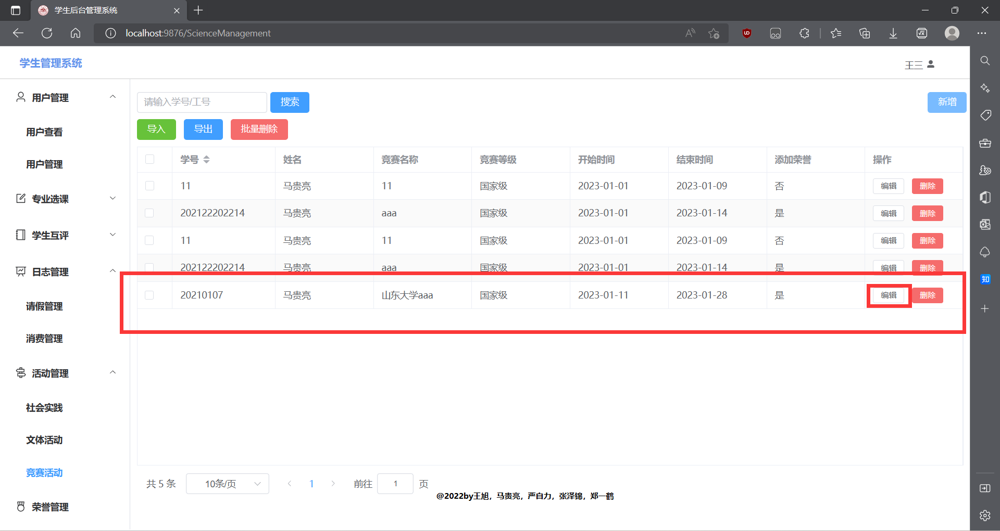 学生后台管理系统
localhost:9876/ScienceManagement
学生管理系统
王三
用户管理
用户查看
用户管理
专业选课
学生互评
日志管理
请假管理
消费管理
活动管理
社会实践
文体活动
竞赛活动
荣誉管理
请输入学号/工号 搜索 新增
导入 导出 批量删除
学号 姓名 竞赛名称 竞赛等级 开始时间 结束时间 添加荣誉 操作
11 马贵亮 11 国家级 2023-01-01 2023-01-09 否 编辑 删除
202122202214 马贵亮 aaa 国家级 2023-01-01 2023-01-14 是 编辑 删除
11 马贵亮 11 国家级 2023-01-01 2023-01-09 否 编辑 删除
202122202214 马贵亮 aaa 国家级 2023-01-01 2023-01-14 是 编辑 删除
20210107 马贵亮 山东大学aaa 国家级 2023-01-11 2023-01-28 是 编辑 删除
共 5 条 10条/页 1 前往 1 页
@2022by王旭，马贵亮，严自力，张泽锦，郑一鹤
知